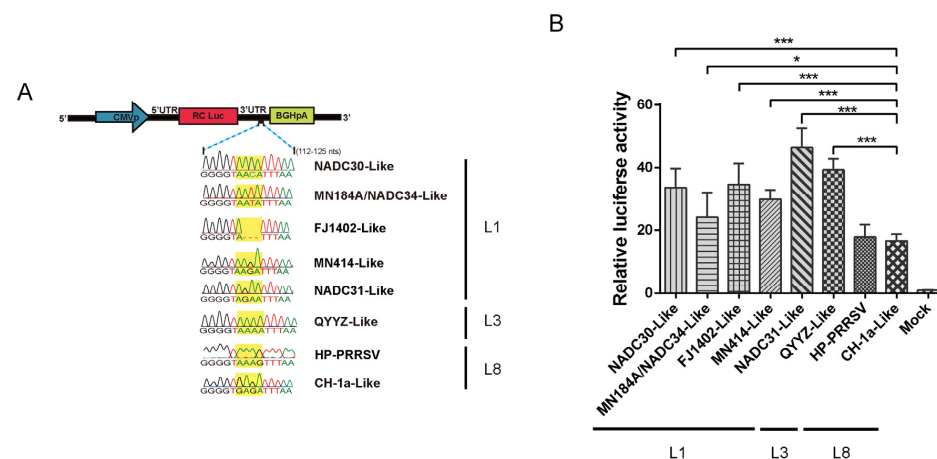 A
5'
CMVp
5'UTR
RC Luc
3'UTR
BGHpA
3'
(112-125 nts)
GGGGTAACATTTAA
NADC30-Like
GGGGTAATATTTAA
MN184A/NADC34-Like
GGGGTA---TTTAA
FJ1402-Like
GGGGTAAGATTTAA
MN414-Like
GGGGTAGAATTTAA
NADC31-Like
L1
GGGGTAAAATTTAA
QYYZ-Like
L3
GGGGTAAAGTTTAA
HP-PRRSV
GGGGTGAGATTTAA
CH-1a-Like
L8
B
***
*
***
***
***
***
Relative luciferase activity
60
40
20
0
NADC30-Like
MN184A/NADC34-Like
FJ1402-Like
MN414-Like
NADC31-Like
QYYZ-Like
HP-PRRSV
CH-1a-Like
Mock
L1
L3
L8